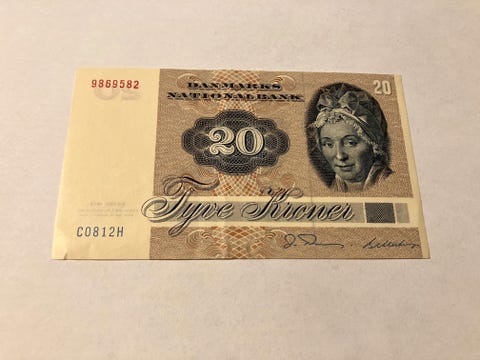 9869582
DANMARKS
NATIONALBANK
20
20
Tyve Kroner
C0812H